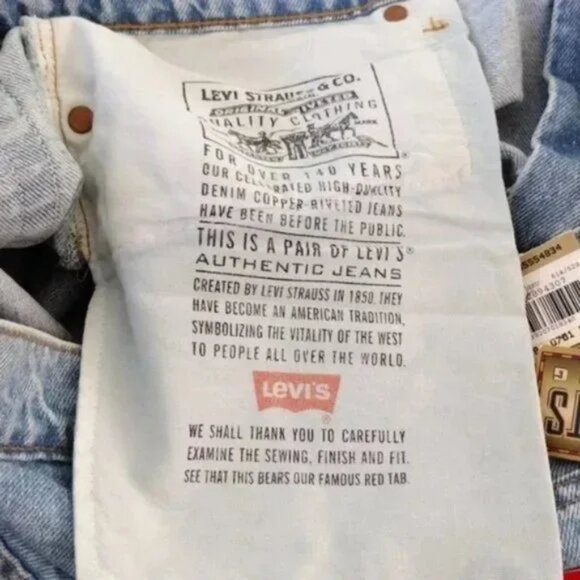 LEVI STRAUSS & CO.
ORIGINAL RIVETED
QUALITY CLOTHING
TRADE MARK
®
FOR OVER 140 YEARS
OUR CELEBRATED HIGH-QUALITY
DENIM COPPER-RIVETED JEANS
HAVE BEEN BEFORE THE PUBLIC.
THIS IS A PAIR OF LEVI'S®
AUTHENTIC JEANS
CREATED BY LEVI STRAUSS IN 1850. THEY
HAVE BECOME AN AMERICAN TRADITION,
SYMBOLIZING THE VITALITY OF THE WEST
TO PEOPLE ALL OVER THE WORLD.
LEVI'S
®
WE SHALL THANK YOU TO CAREFULLY
EXAMINE THE SEWING, FINISH AND FIT.
SEE THAT THIS BEARS OUR FAMOUS RED TAB.
0761